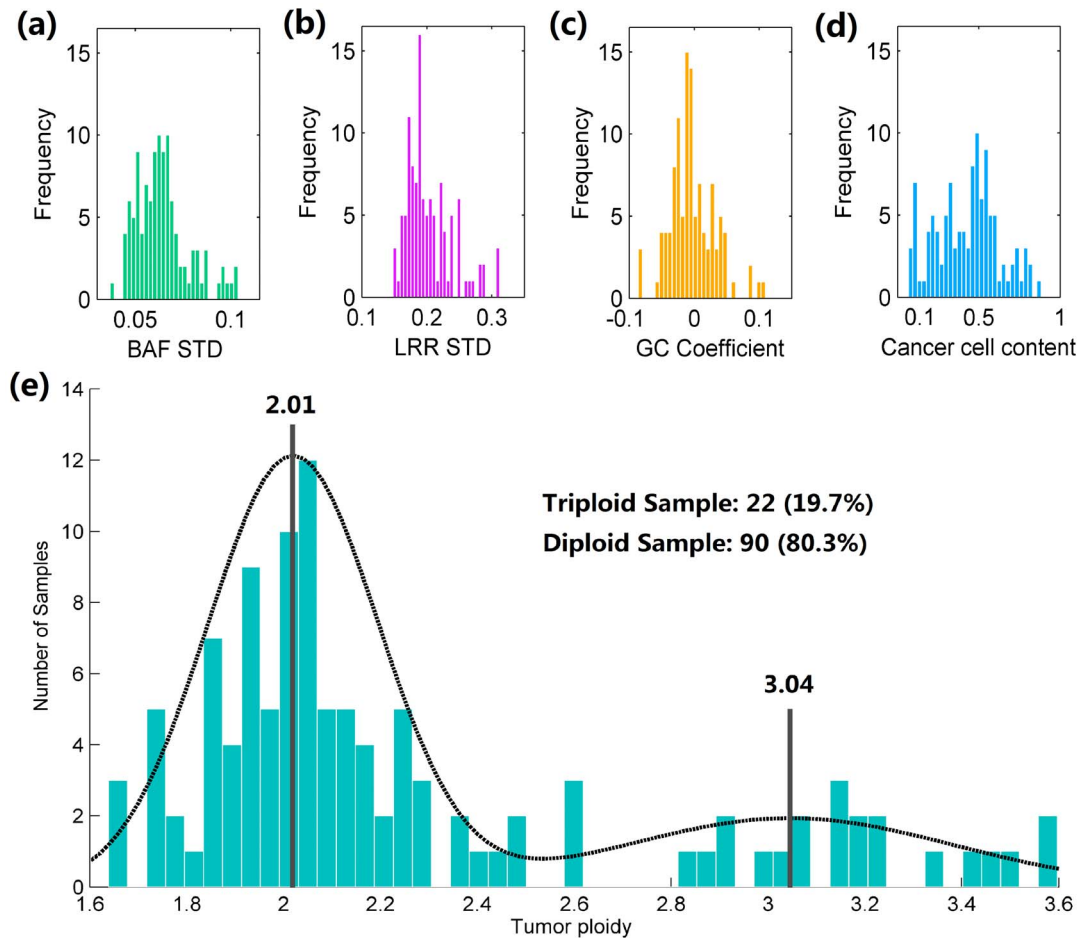 (a)
15
10
5
0
Frequency
0.05 0.1
BAF STD
(b)
15
10
5
0
Frequency
0.1 0.2 0.3
LRR STD
(c)
15
10
5
0
Frequency
-0.1 0 0.1
GC Coefficient
(d)
15
10
5
0
Frequency
0.1 0.5 1
Cancer cell content
(e)
14
12
10
8
6
4
2
0
Number of Samples
2.01
3.04
Triploid Sample: 22 (19.7%)
Diploid Sample: 90 (80.3%)
1.6 1.8 2 2.2 2.4 2.6 2.8 3 3.2 3.4 3.6
Tumor ploidy